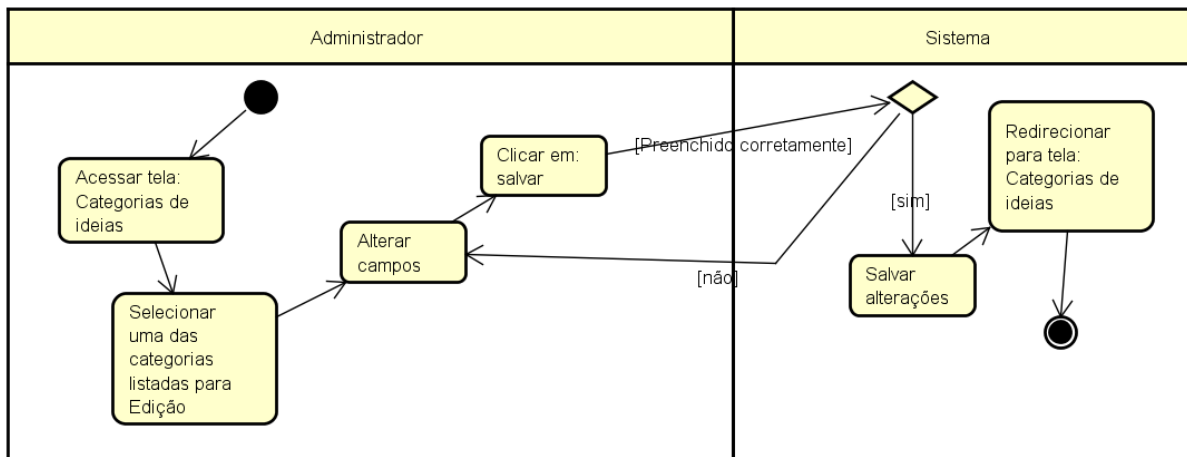 Administrador
Sistema
Acessar tela:
Categorias de
ideias
Selecionar
uma das
categorias
listadas para
Edição
Alterar
campos
Clicar em:
salvar
[Preenchido corretamente]
[não]
[sim]
Salvar
alterações
Redirecionar
para tela:
Categorias de
ideias